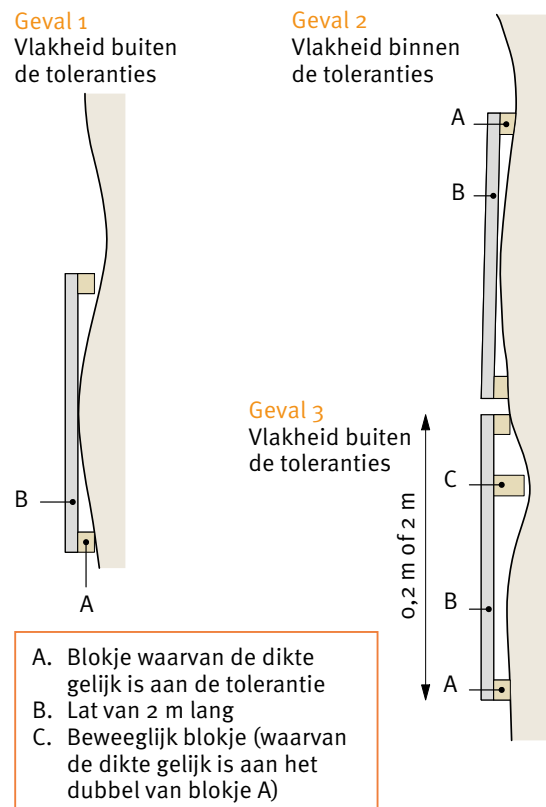 Geval 1
Vlakheid buiten
de toleranties
B
A
Geval 2
Vlakheid binnen
de toleranties
A
B
Geval 3
Vlakheid buiten
de toleranties
0,2 m of 2 m
C
B
A
A. Blokje waarvan de dikte
gelijk is aan de tolerantie
B. Lat van 2 m lang
C. Beweeglijk blokje (waarvan
de dikte gelijk is aan het
dubbel van blokje A)